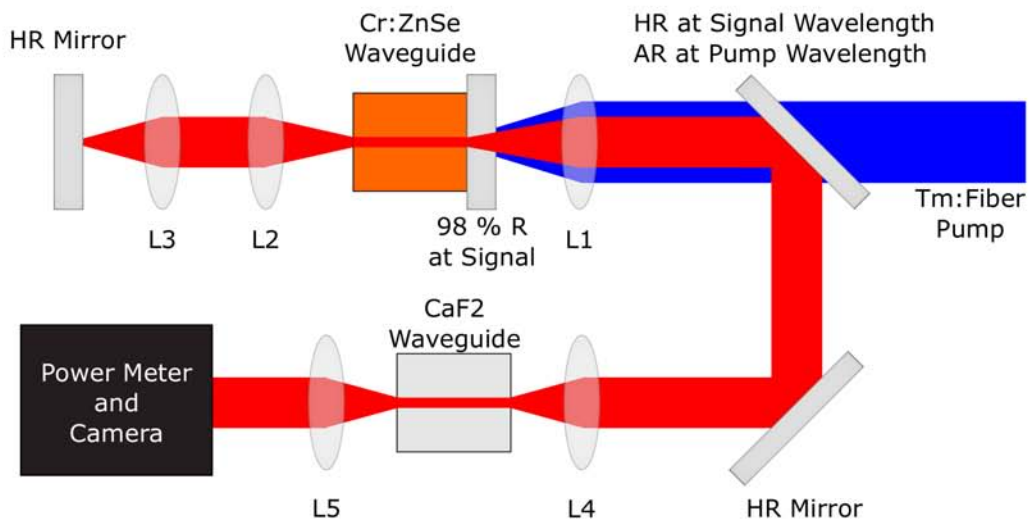 HR Mirror
Cr:ZnSe
Waveguide
HR at Signal Wavelength
AR at Pump Wavelength
L3
L2
98 % R
at Signal
L1
Tm:Fiber
Pump
CaF2
Waveguide
Power Meter
and
Camera
L5
L4
HR Mirror